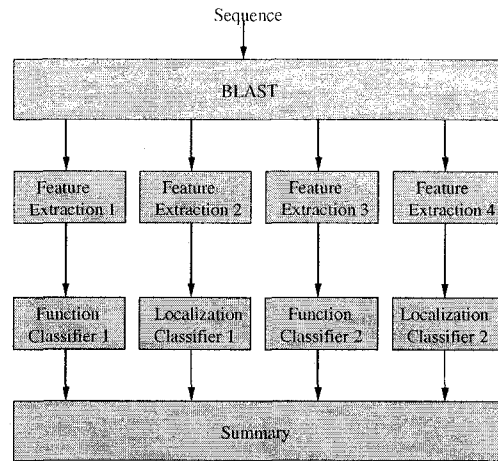 Sequence
BLAST
Feature
Extraction 1
Feature
Extraction 2
Feature
Extraction 3
Feature
Extraction 4
Function
Classifier 1
Localization
Classifier 1
Function
Classifier 2
Localization
Classifier 2
Summary